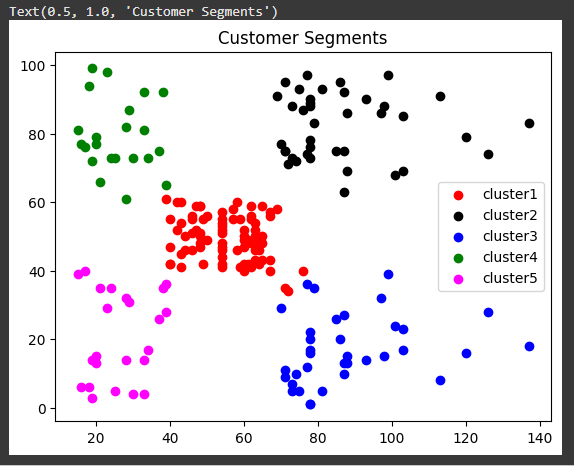 Text(0.5, 1.0, 'Customer Segments')
Customer Segments
100
80
60
40
20
0
cluster1
cluster2
cluster3
cluster4
cluster5
20 40 60 80 100 120 140